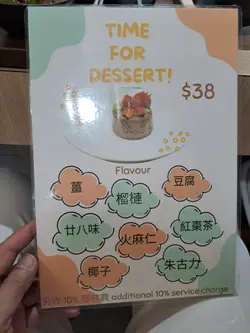 TIME
FOR
DESSERT!
$38
Flavour
薑
榴槤
豆腐
廿八味
火麻仁
紅棗茶
椰子
朱古力
另收 10% 服務費 additional 10% service charge